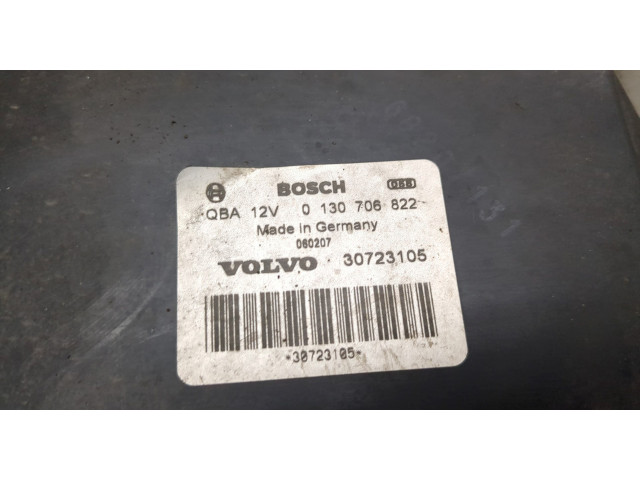 BOSCH
QBA 12V 0 130 706 822
Made in Germany
060207
VOLVO 30723105
*30723105*